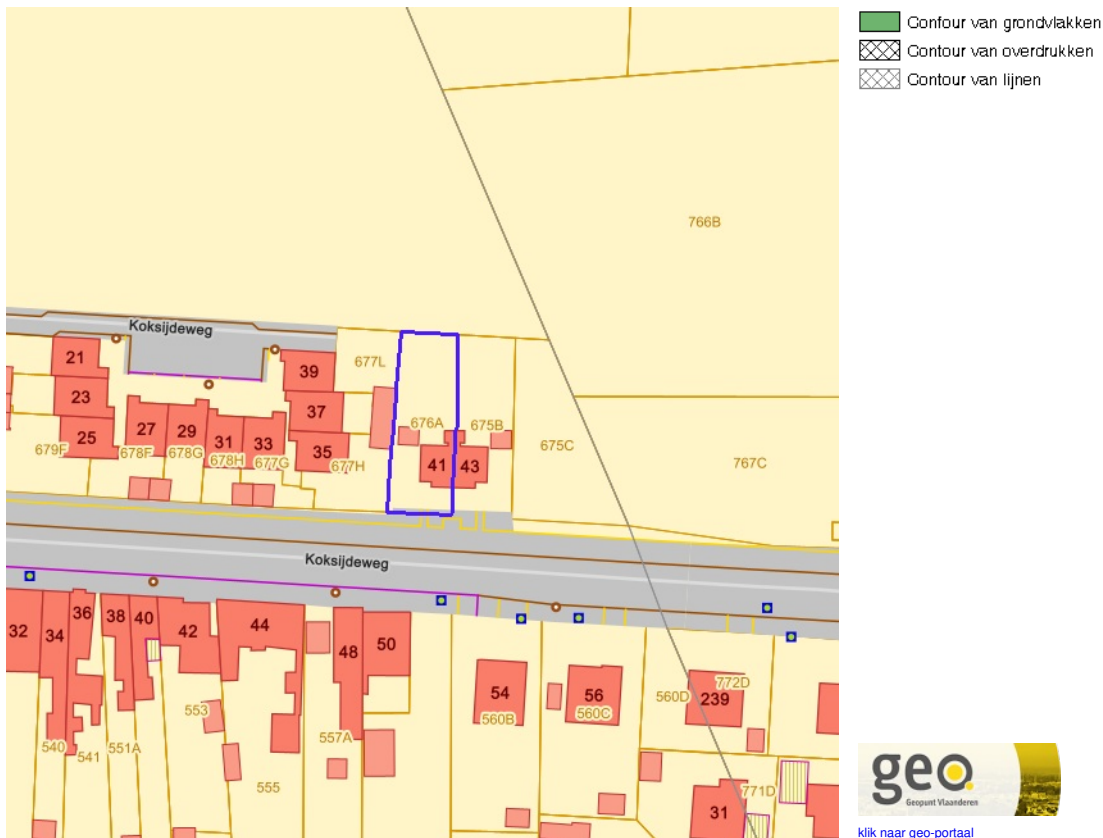 Contour van grondvlakken
Contour van overdrukken
Contour van lijnen
766B
Koksijdeweg
21
39
677L
23
37
676A
675B
27
29
25
31
33
35
675C
679F
678F
678G
678H
677G
677H
41
43
767C
Koksijdeweg
32
34
36
38
40
42
44
48
50
54
56
239
772D
560D
560B
560C
553
557A
540
541
551A
555
771D
31
geo
Geopunt Vlaanderen
klik naar geo-portaal